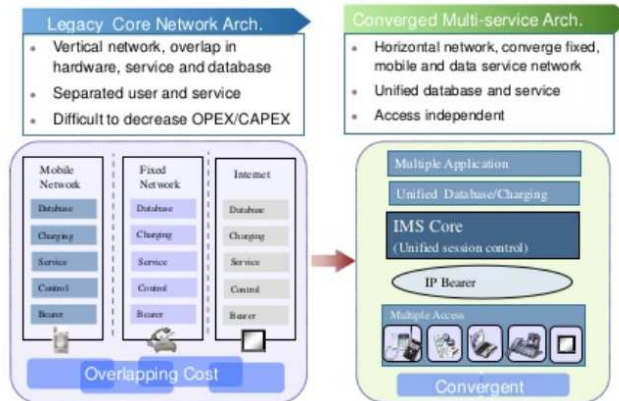 Legacy Core Network Arch.
• Vertical network, overlap in
hardware, service and database
• Separated user and service
• Difficult to decrease OPEX/CAPEX
Converged Multi-service Arch.
• Horizontal network, converge fixed,
mobile and data service network
• Unified database and service
• Access independent
Mobile
Network
Database
Charging
Service
Control
Bearer
Fixed
Network
Database
Charging
Service
Control
Bearer
Internet
Database
Charging
Service
Control
Bearer
Overlapping Cost
Multiple Application
Unified Database/Charging
IMS Core
(Unified session control)
IP Bearer
Multiple Access
Convergent